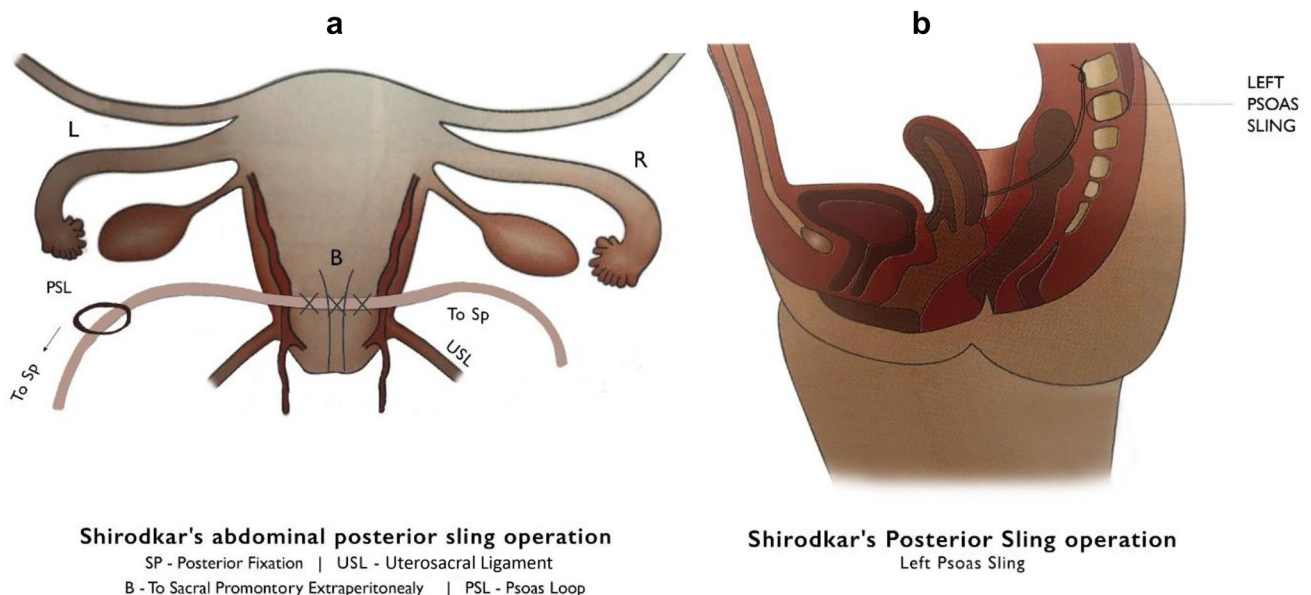 a
L
R
B
PSL
To Sp
To Sp
USL
Shirodkar's abdominal posterior sling operation
SP - Posterior Fixation | USL - Uterosacral Ligament
B - To Sacral Promontory Extraperitonealy | PSL - Psoas Loop
b
LEFT
PSOAS
SLING
Shirodkar's Posterior Sling operation
Left Psoas Sling